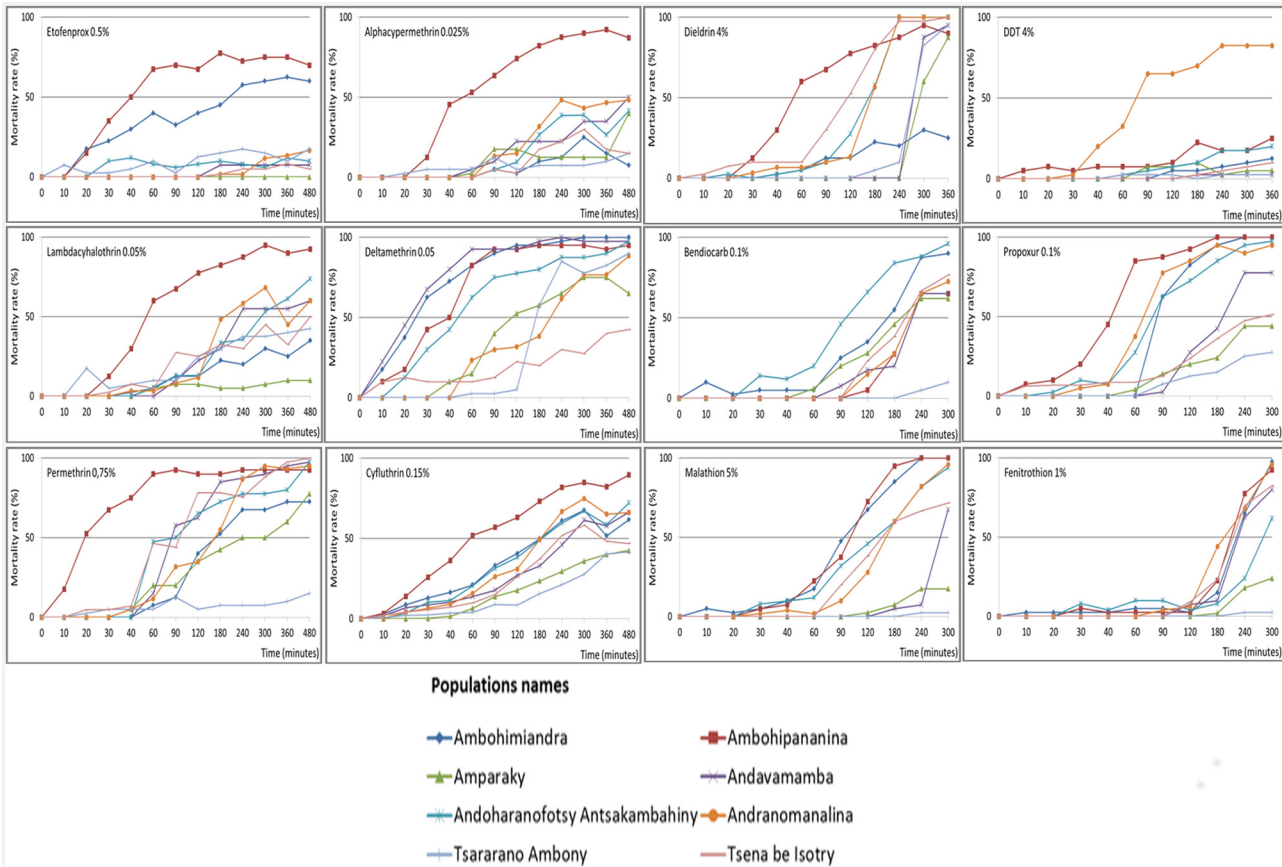 Etofenprox 0.5%
Mortality rate (%)
100
50
0
0 10 20 30 40 60 90 120 180 240 300 360 480
Time (minutes)
Alphacypermethrin 0.025%
Mortality rate (%)
100
50
0
0 10 20 30 40 60 90 120 180 240 300 360 480
Time (minutes)
Dieldrin 4%
Mortality rate (%)
100
50
0
0 10 20 30 40 60 90 120 180 240 300 360
Time (minutes)
DDT 4%
Mortality rate (%)
100
50
0
0 10 20 30 40 60 90 120 180 240 300 360
Time (minutes)
Lambdacyhalothrin 0.05%
Mortality rate (%)
100
50
0
0 10 20 30 40 60 90 120 180 240 300 360 480
Time (minutes)
Deltamethrin 0.05
Mortality rate (%)
100
50
0
0 10 20 30 40 60 90 120 180 240 300 360 480
Time (minutes)
Bendiocarb 0.1%
Mortality rate (%)
100
50
0
0 10 20 30 40 60 90 120 180 240 300
Time (minutes)
Propoxur 0.1%
Mortality rate (%)
100
50
0
0 10 20 30 40 60 90 120 180 240 300
Time (minutes)
Permethrin 0,75%
Mortality rate (%)
100
50
0
0 10 20 30 40 60 90 120 180 240 300 360 480
Time (minutes)
Cyfluthrin 0.15%
Mortality rate (%)
100
50
0
0 10 20 30 40 60 90 120 180 240 300 360 480
Time (minutes)
Malathion 5%
Mortality rate (%)
100
50
0
0 10 20 30 40 60 90 120 180 240 300
Time (minutes)
Fenitrothion 1%
Mortality rate (%)
100
50
0
0 10 20 30 40 60 90 120 180 240 300
Time (minutes)
Populations names
Ambohimiandra
Ambohipananina
Amparaky
Andavamamba
Andoharanofotsy Antsakambahiny
Andranomanalina
Tsararano Ambony
Tsena be Isotry